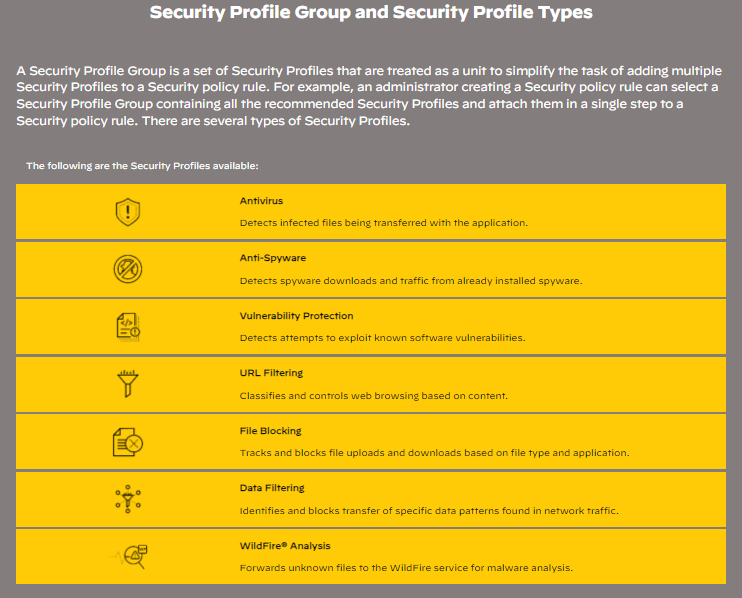 Security Profile Group and Security Profile Types
A Security Profile Group is a set of Security Profiles that are treated as a unit to simplify the task of adding multiple
Security Profiles to a Security policy rule. For example, an administrator creating a Security policy rule can select a
Security Profile Group containing all the recommended Security Profiles and attach them in a single step to a
Security policy rule. There are several types of Security Profiles.
The following are the Security Profiles available:
Antivirus
Detects infected files being transferred with the application.
Anti-Spyware
Detects spyware downloads and traffic from already installed spyware.
Vulnerability Protection
Detects attempts to exploit known software vulnerabilities.
URL Filtering
Classifies and controls web browsing based on content.
File Blocking
Tracks and blocks file uploads and downloads based on file type and application.
Data Filtering
Identifies and blocks transfer of specific data patterns found in network traffic.
WildFire® Analysis
Forwards unknown files to the WildFire service for malware analysis.